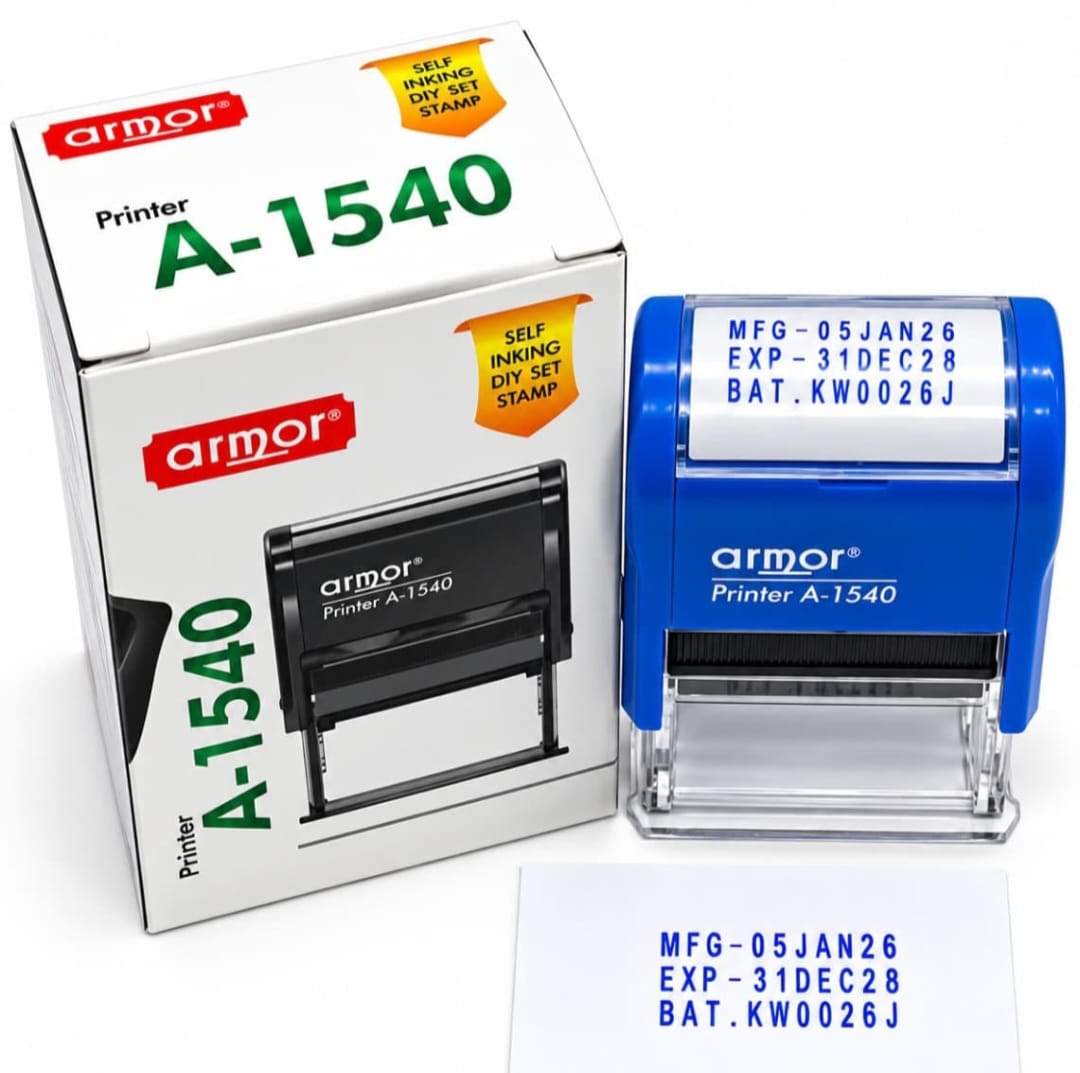 armor®
SELF
INKING
DIY SET
STAMP
Printer
A-1540
SELF
INKING
DIY SET
STAMP
armor®
armor®
Printer A-1540
Printer
A-1540
MFG-05JAN26
EXP-31DEC28
BAT.KW0026J
armor®
Printer A-1540
MFG-05JAN26
EXP-31DEC28
BAT.KW0026J